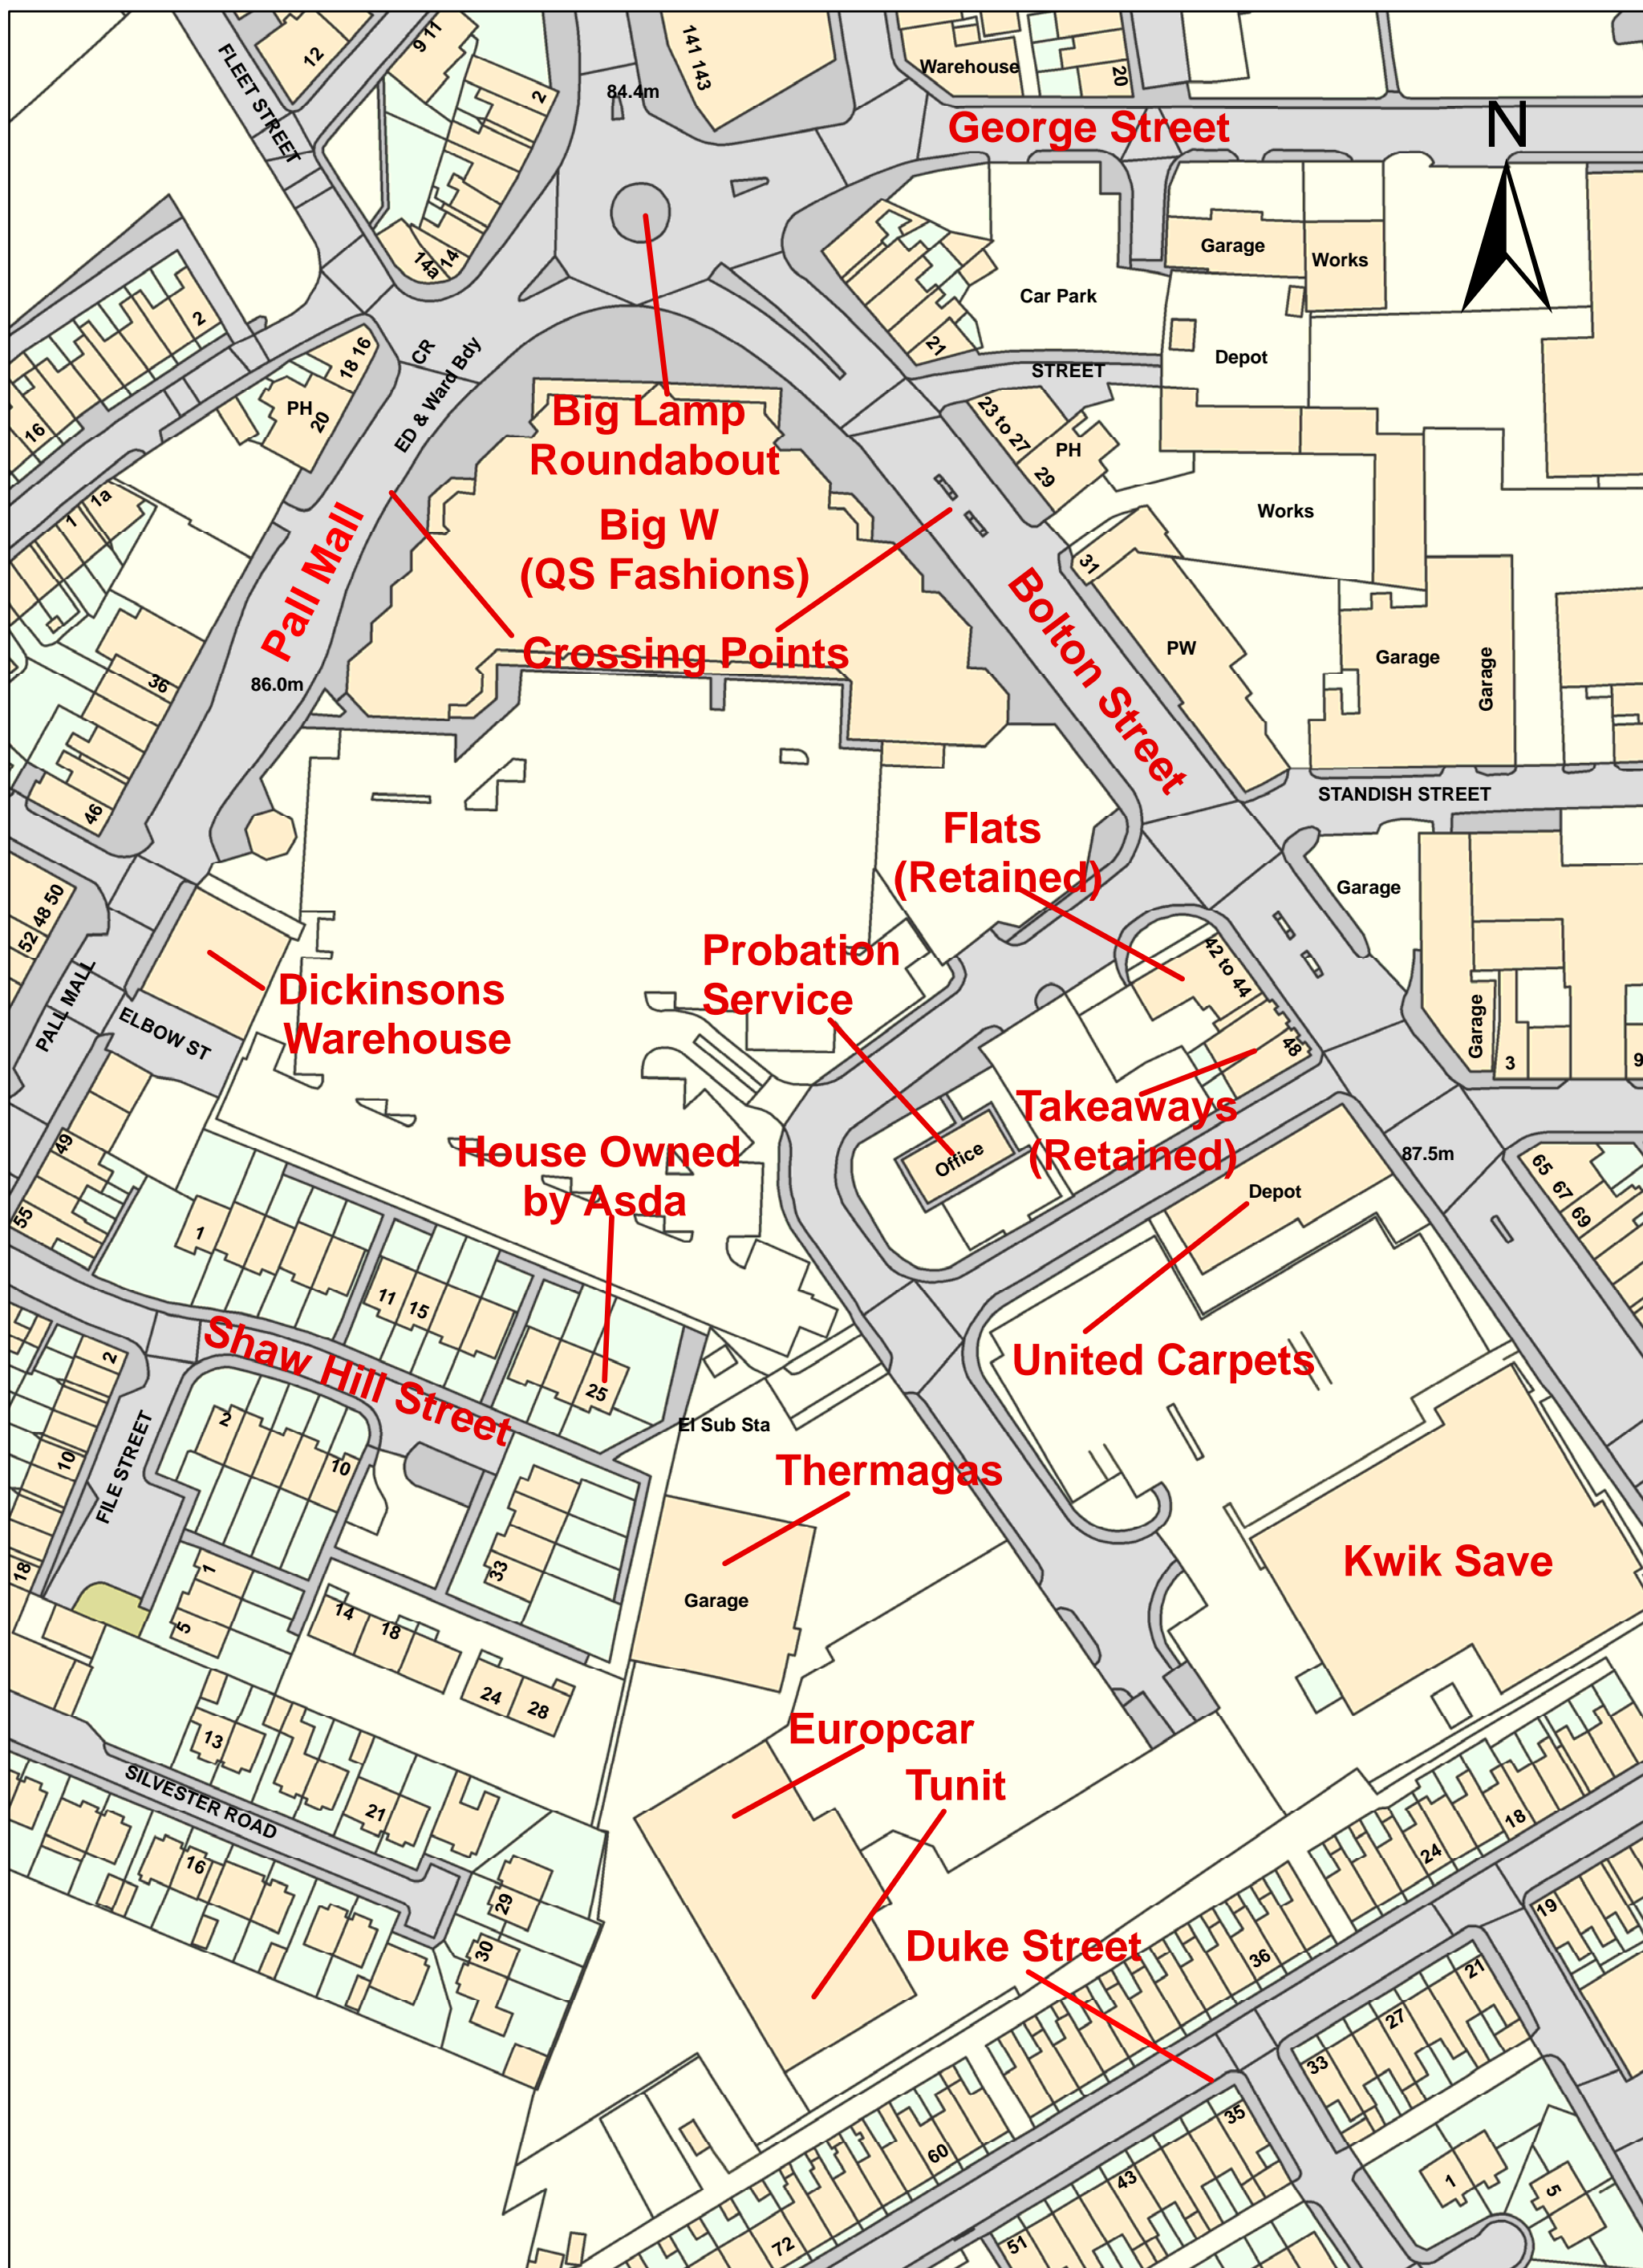 FLEET STREET
12
9 11
2
84.4m
141 143
Warehouse
20
George Street
N
14a
14
Garage
Works
Car Park
Depot
2
16
18 16
PH
20
CR
ED & Ward Bdy
21
STREET
23 to 27
PH
29
Big Lamp
Roundabout
Big W
(QS Fashions)
Crossing Points
Works
1
1a
Pall Mall
31
PW
Bolton Street
Garage
Garage
36
86.0m
46
STANDISH STREET
Flats
(Retained)
Garage
52
48 50
Probation
Service
42 to 44
48
Dickinsons
Warehouse
PALL MALL
ELBOW ST
Garage
3
9
Takeaways
(Retained)
Office
House Owned
by Asda
49
55
87.5m
Depot
65
67
69
1
11
15
25
Shaw Hill Street
United Carpets
2
2
10
10
El Sub Sta
FILE STREET
Thermagas
18
1
5
33
Garage
Kwik Save
14
18
24
28
13
Europcar
Tunit
SILVESTER ROAD
21
16
29
30
18
24
19
Duke Street
36
21
27
33
35
60
43
1
5
72
51